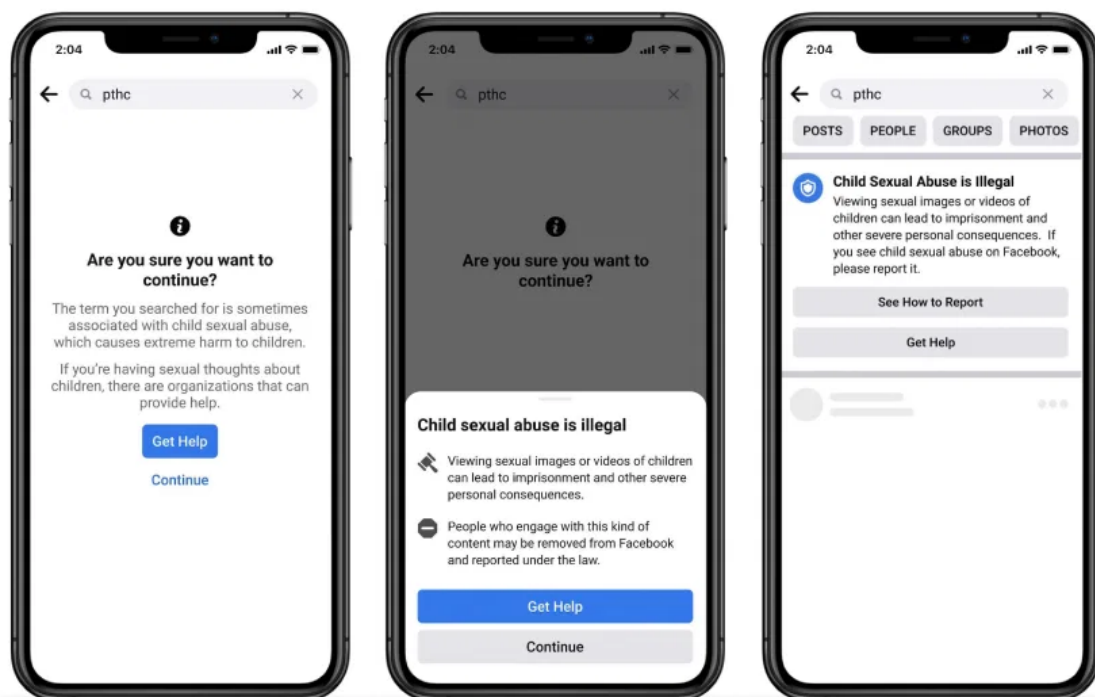 2:04
pthc
Are you sure you want to
continue?
The term you searched for is sometimes
associated with child sexual abuse,
which causes extreme harm to children.
If you're having sexual thoughts about
children, there are organizations that can
provide help.
Get Help
Continue
2:04
pthc
Are you sure you want to
continue?
Child sexual abuse is illegal
Viewing sexual images or videos of children
can lead to imprisonment and other severe
personal consequences.
People who engage with this kind of
content may be removed from Facebook
and reported under the law.
Get Help
Continue
2:04
pthc
POSTS PEOPLE GROUPS PHOTOS
Child Sexual Abuse is Illegal
Viewing sexual images or videos of
children can lead to imprisonment and
other severe personal consequences. If
you see child sexual abuse on Facebook,
please report it.
See How to Report
Get Help